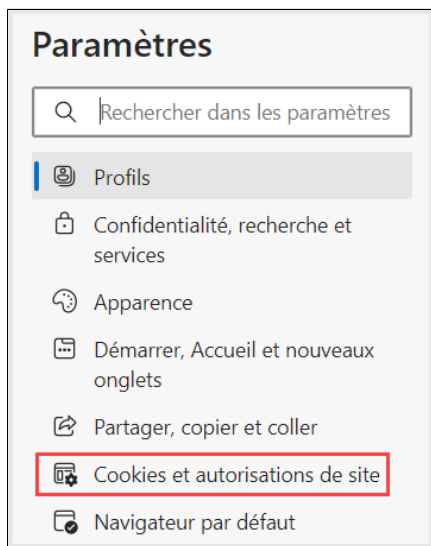 Paramètres
Rechercher dans les paramètres
Profils
Confidentialité, recherche et
services
Apparence
Démarrer, Accueil et nouveaux
onglets
Partager, copier et coller
Cookies et autorisations de site
Navigateur par défaut